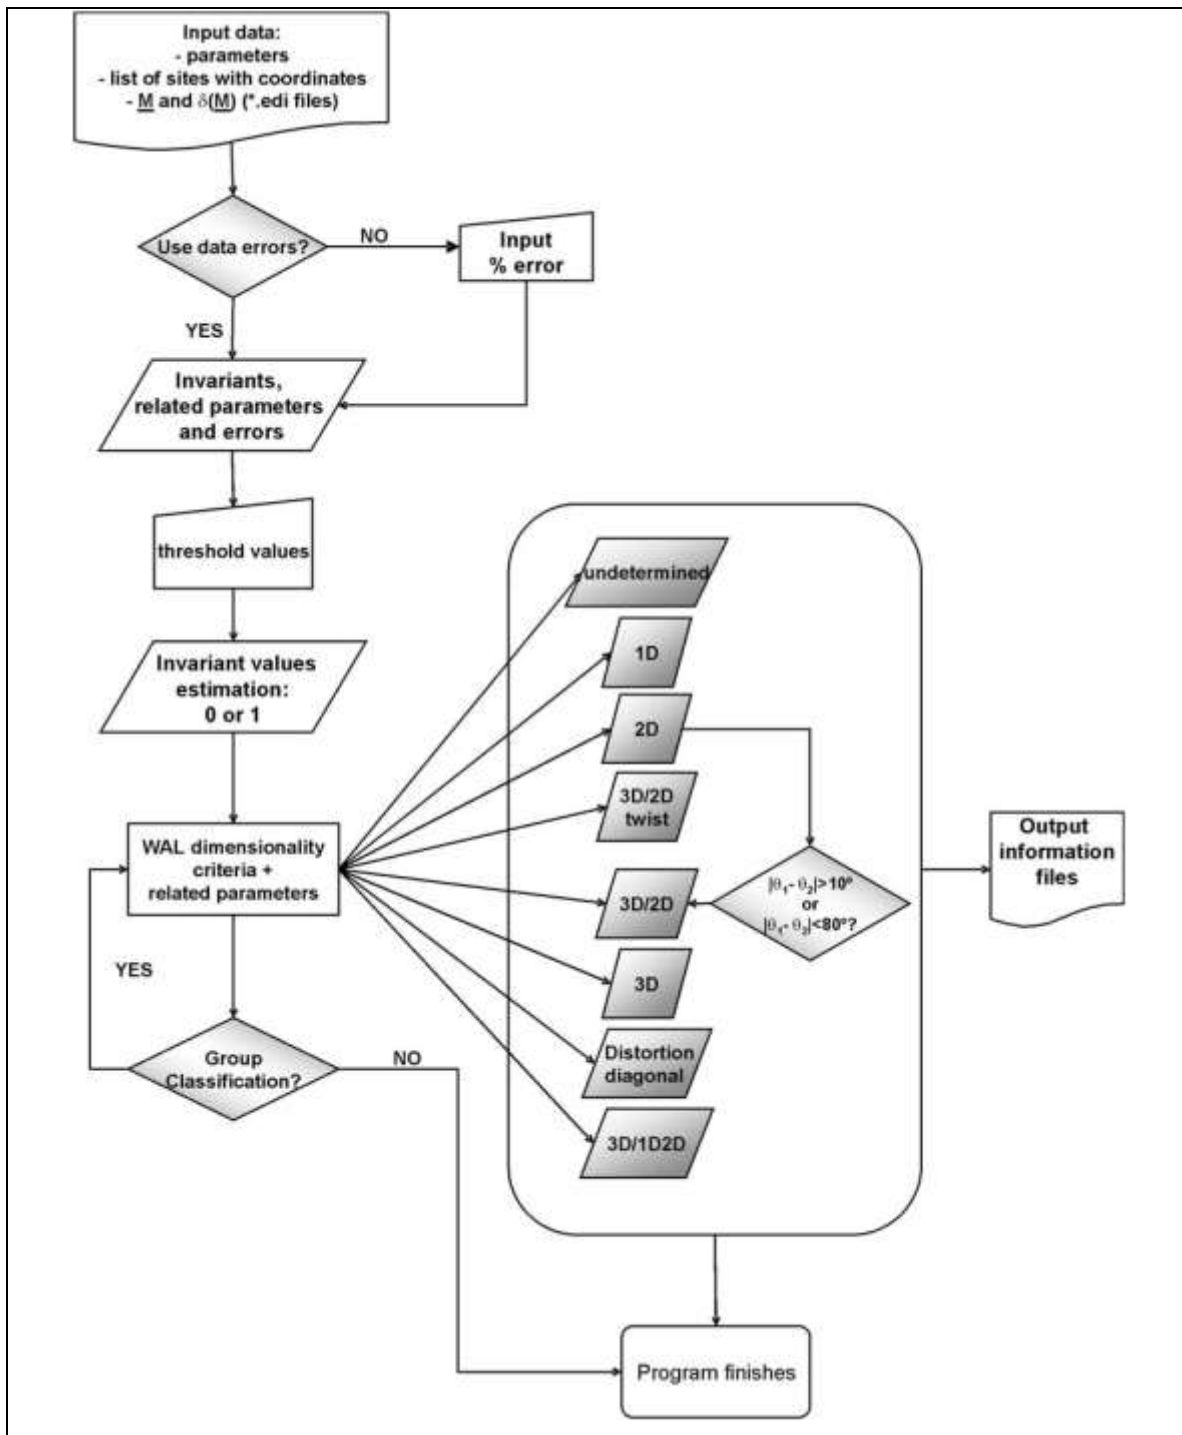 Input data:
- parameters
- list of sites with coordinates
- M and δ(M) (*.edi files)
Use data errors?
NO
Input
% error
YES
Invariants,
related parameters
and errors
threshold values
Invariant values
estimation:
0 or 1
WAL dimensionality
criteria +
related parameters
YES
Group
Classification?
NO
undetermined
1D
2D
3D/2D
twist
3D/2D
|θ₁- θ₂|>10º
or
|θ₁- θ₂|<80º?
3D
Distortion
diagonal
3D/1D2D
Output
information
files
Program finishes